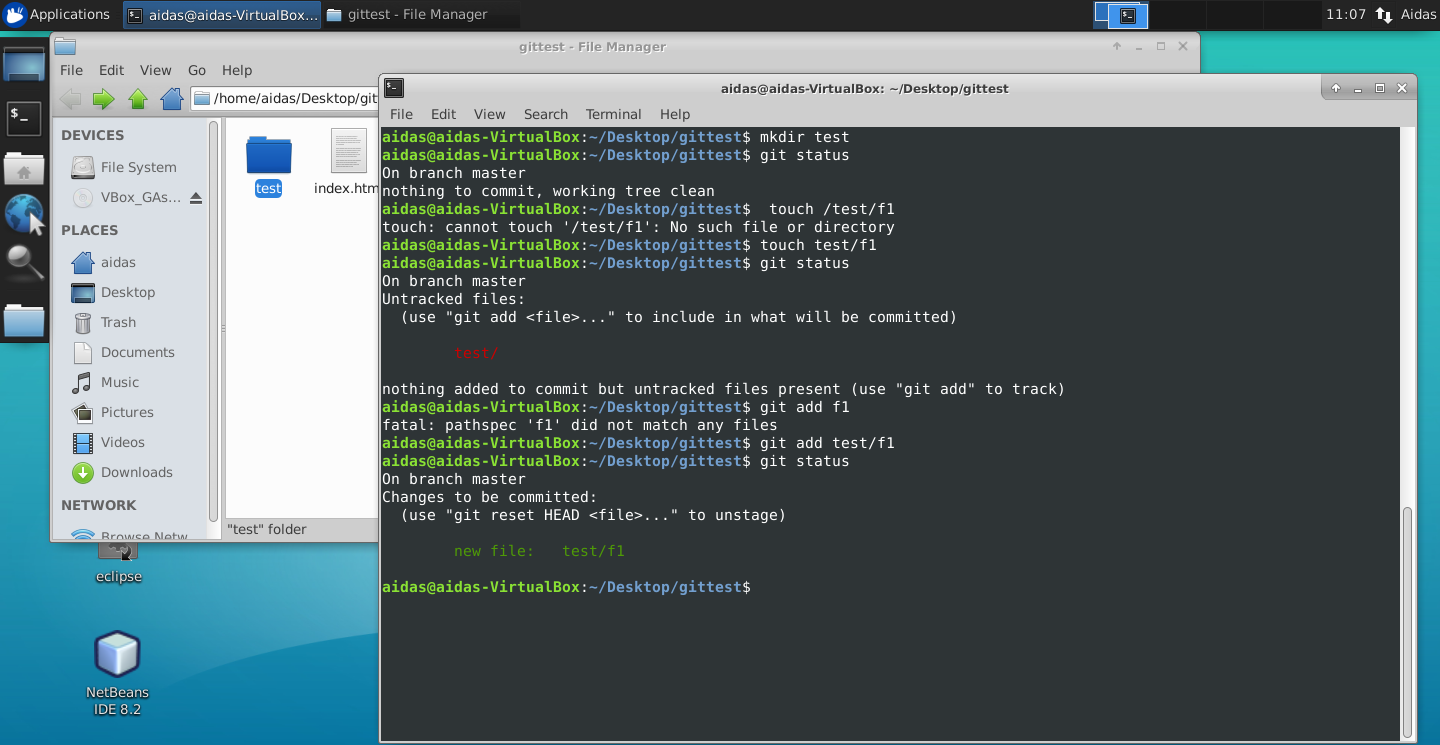 Applications
aidas@aidas-VirtualBox...
gittest - File Manager
11:07
Aidas
gittest - File Manager
File Edit View Go Help
/home/aidas/Desktop/git
DEVICES
File System
VBox_GAs...
PLACES
aidas
Desktop
Trash
Documents
Music
Pictures
Videos
Downloads
NETWORK
Browse Netw
test
index.htm
"test" folder
eclipse
NetBeans
IDE 8.2
aidas@aidas-VirtualBox: ~/Desktop/gittest
File Edit View Search Terminal Help
aidas@aidas-VirtualBox:~/Desktop/gittest$ mkdir test
aidas@aidas-VirtualBox:~/Desktop/gittest$ git status
On branch master
nothing to commit, working tree clean
aidas@aidas-VirtualBox:~/Desktop/gittest$  touch /test/f1
touch: cannot touch '/test/f1': No such file or directory
aidas@aidas-VirtualBox:~/Desktop/gittest$ touch test/f1
aidas@aidas-VirtualBox:~/Desktop/gittest$ git status
On branch master
Untracked files:
  (use "git add <file>..." to include in what will be committed)
        test/
nothing added to commit but untracked files present (use "git add" to track)
aidas@aidas-VirtualBox:~/Desktop/gittest$ git add f1
fatal: pathspec 'f1' did not match any files
aidas@aidas-VirtualBox:~/Desktop/gittest$ git add test/f1
aidas@aidas-VirtualBox:~/Desktop/gittest$ git status
On branch master
Changes to be committed:
  (use "git reset HEAD <file>..." to unstage)
        new file:   test/f1
aidas@aidas-VirtualBox:~/Desktop/gittest$